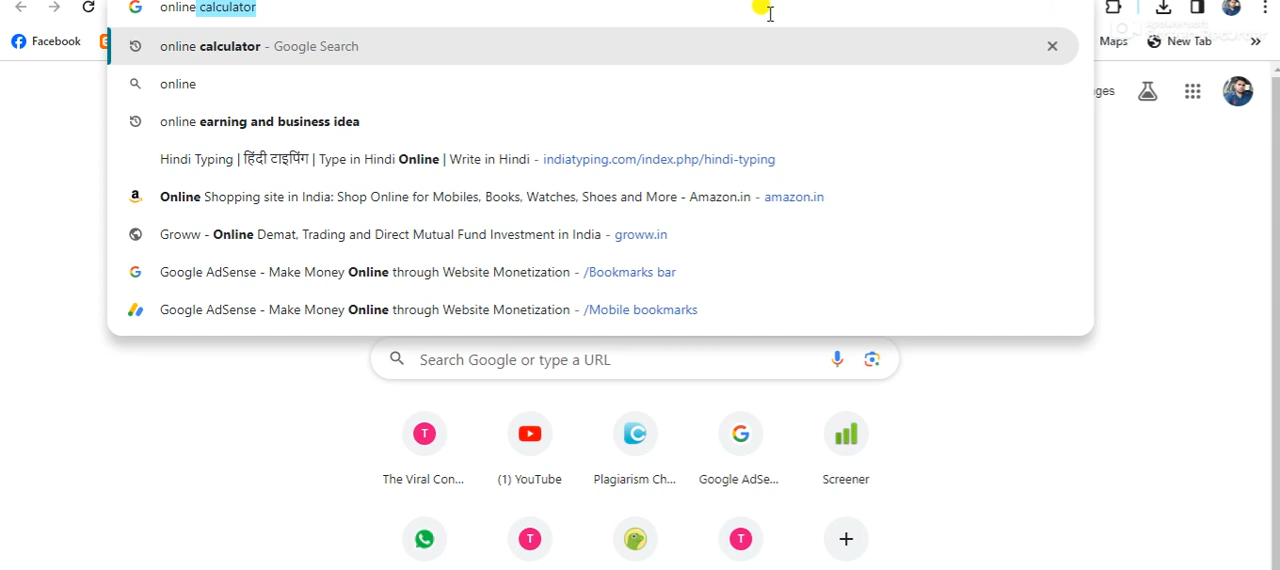 online calculator
Facebook
Maps
New Tab
»
online calculator - Google Search
ges
online
online earning and business idea
Hindi Typing | हिंदी टाइपिंग | Type in Hindi Online | Write in Hindi - indiatyping.com/index.php/hindi-typing
Online Shopping site in India: Shop Online for Mobiles, Books, Watches, Shoes and More - Amazon.in - amazon.in
Groww - Online Demat, Trading and Direct Mutual Fund Investment in India - groww.in
Google AdSense - Make Money Online through Website Monetization - /Bookmarks bar
Google AdSense - Make Money Online through Website Monetization - /Mobile bookmarks
Search Google or type a URL
T
The Viral Con...
(1) YouTube
Plagiarism Ch...
Google AdSe...
Screener
T
T